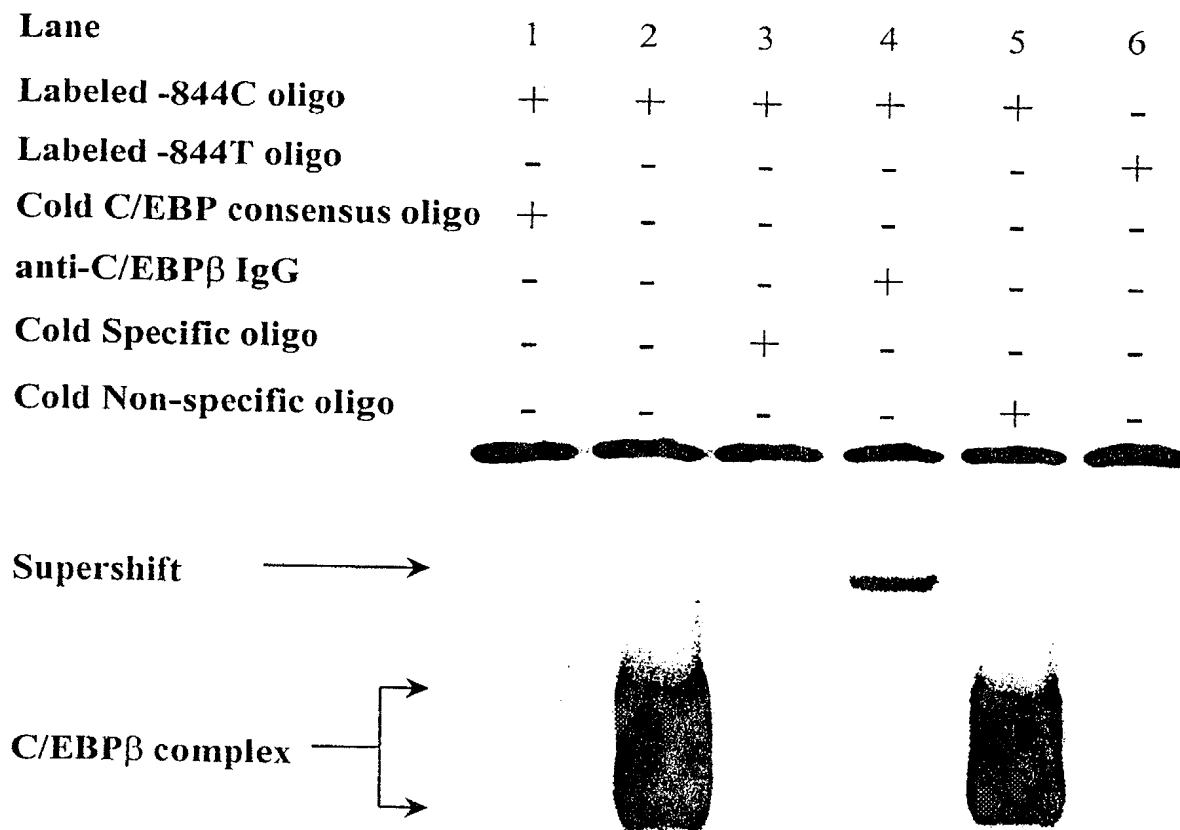 Lane 1 2 3 4 5 6
Labeled -844C oligo + + + + + -
Labeled -844T oligo - - - - - +
Cold C/EBP consensus oligo + - - - - -
anti-C/EBPβ IgG - - - + - -
Cold Specific oligo - - + - - -
Cold Non-specific oligo - - - - + -
Supershift
C/EBPβ complex